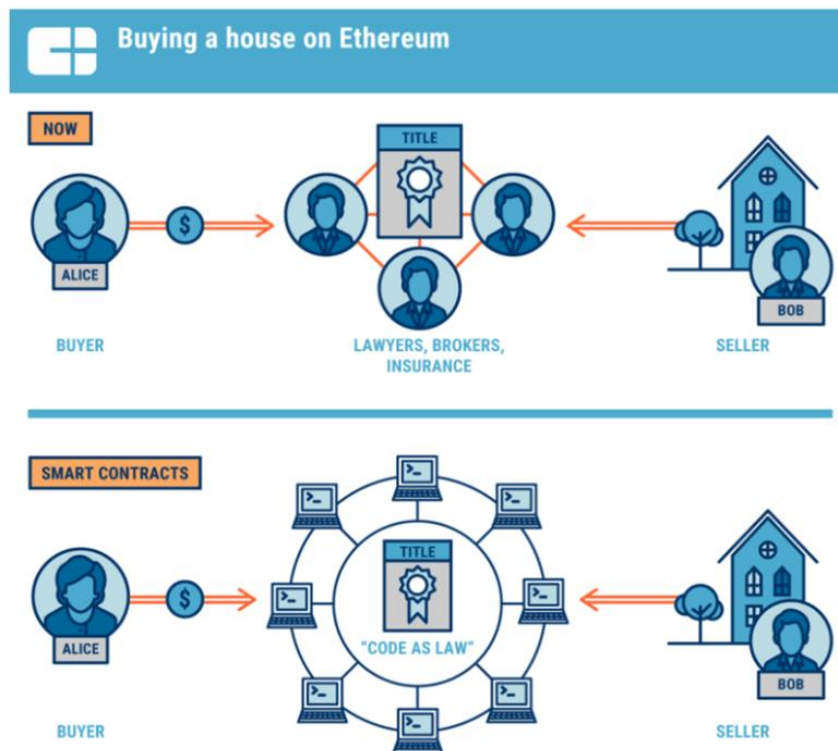 Buying a house on Ethereum
NOW
TITLE
$
ALICE
BOB
BUYER
LAWYERS, BROKERS,
INSURANCE
SELLER
SMART CONTRACTS
>_
>_
>_
TITLE
$
>_
>_
"CODE AS LAW"
ALICE
>_
>_
BOB
>_
BUYER
SELLER